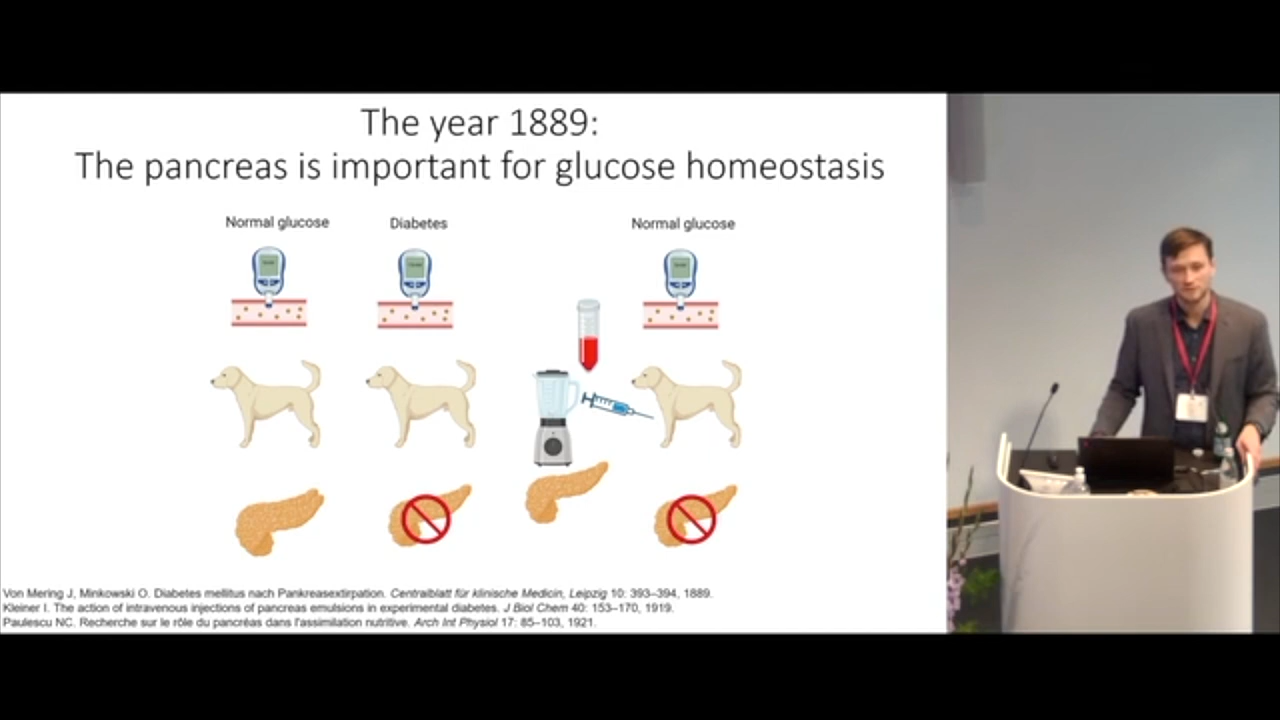 The year 1889:
The pancreas is important for glucose homeostasis
Normal glucose
Diabetes
Normal glucose
Von Mering J, Minkowski O. Diabetes mellitus nach Pankreasextirpation. Centralblatt für klinische Medicin, Leipzig 10: 393–394, 1889.
Kleiner I. The action of intravenous injections of pancreas emulsions in experimental diabetes. J Biol Chem 40: 153–170, 1919.
Paulescu NC. Recherche sur le rôle du pancréas dans l'assimilation nutritive. Arch Int Physiol 17: 85–103, 1921.